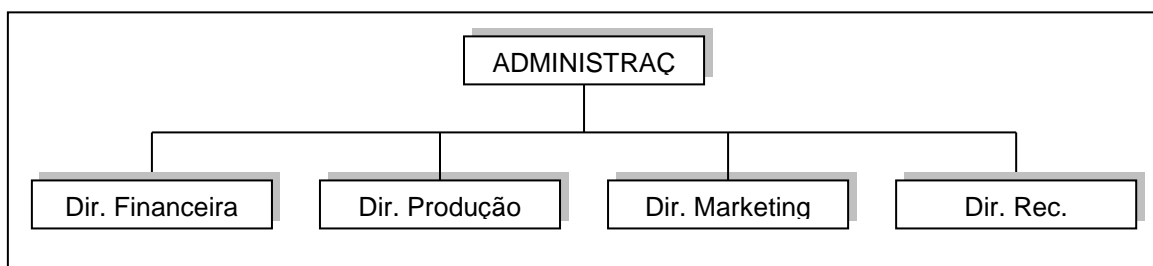 ADMINISTRAÇ
Dir. Financeira
Dir. Produção
Dir. Marketing
Dir. Rec.